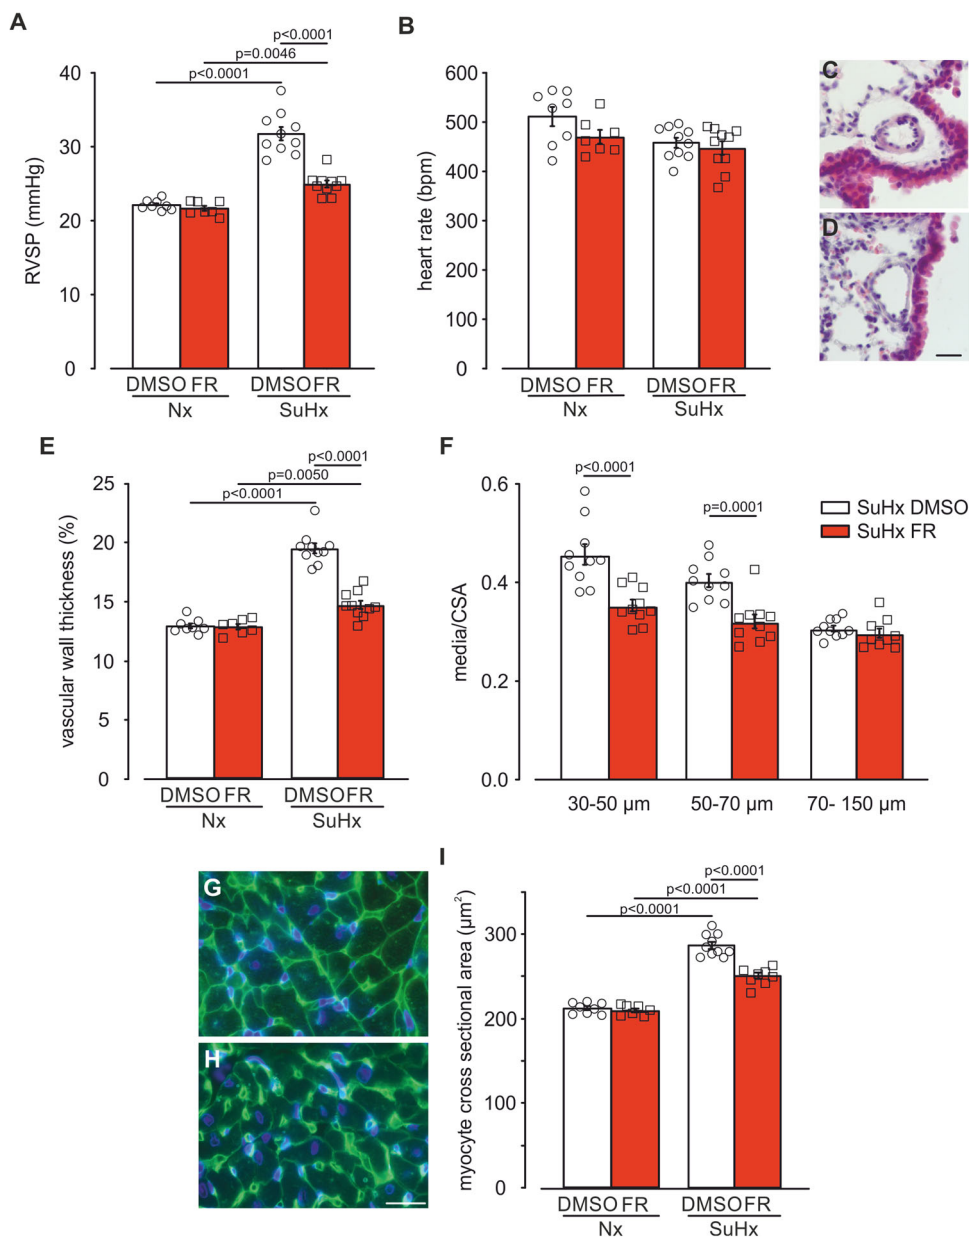 A
p<0.0001
p=0.0046
p<0.0001
RVSP (mmHg)
40
30
20
10
0
DMSO FR DMSO FR
Nx SuHx
B
heart rate (bpm)
600
500
400
300
200
100
0
DMSO FR DMSO FR
Nx SuHx
C
D
E
p<0.0001
p=0.0050
p<0.0001
vascular wall thickness (%)
25
20
15
10
5
0
DMSO FR DMSO FR
Nx SuHx
F
p<0.0001
p=0.0001
SuHx DMSO
SuHx FR
media/CSA
0.6
0.4
0.2
0.0
30-50 µm 50-70 µm 70- 150 µm
G
H
I
p<0.0001
p<0.0001
p<0.0001
myocyte cross sectional area (µm²)
300
200
100
0
DMSO FR DMSO FR
Nx SuHx